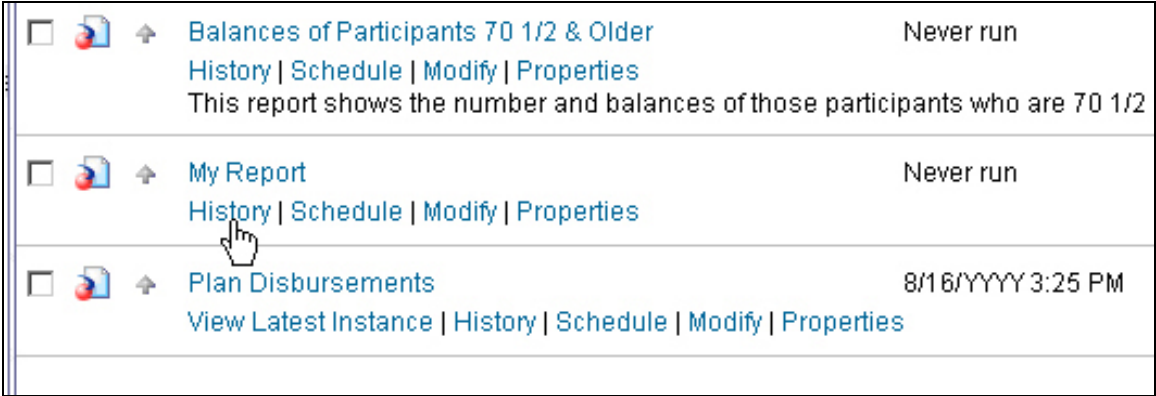 Balances of Participants 70 1/2 & Older Never run
History | Schedule | Modify | Properties
This report shows the number and balances of those participants who are 70 1/2
My Report Never run
History | Schedule | Modify | Properties
Plan Disbursements 8/16/YYYY 3:25 PM
View Latest Instance | History | Schedule | Modify | Properties